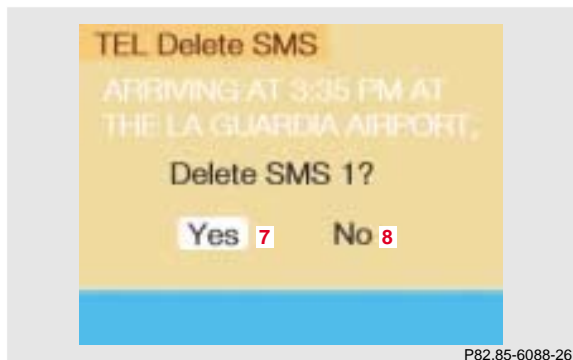 TEL Delete SMS
ARRIVING AT 3:35 PM AT
THE LA GUARDIA AIRPORT,
Delete SMS 1?
Yes 7 No 8
P82.85-6088-26